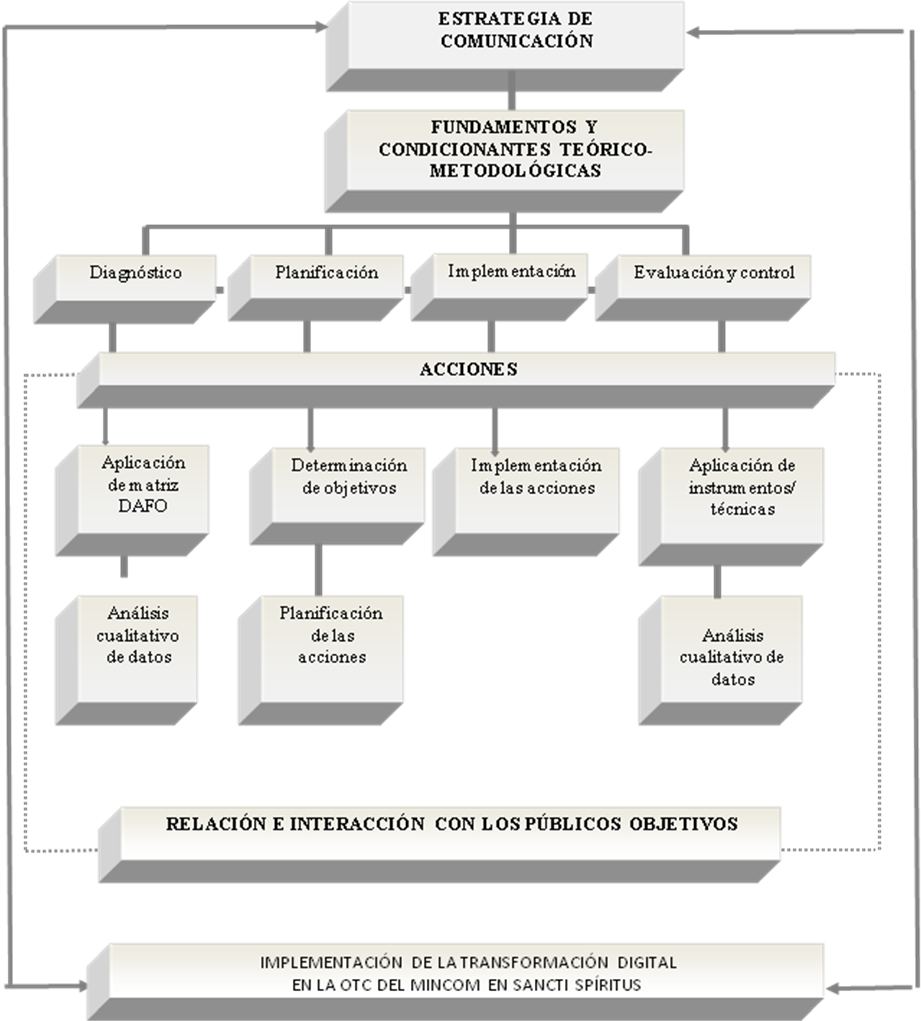 ESTRATEGIA DE
COMUNICACIÓN
FUNDAMENTOS Y
CONDICIONANTES TEÓRICO-
METODOLÓGICAS
Diagnóstico
Planificación
Implementación
Evaluación y control
ACCIONES
Aplicación
de matriz
DAFO
Determinación
de objetivos
Implementación
de las acciones
Aplicación de
instrumentos/
técnicas
Análisis
cualitativo
de datos
Planificación
de las
acciones
Análisis
cualitativo de
datos
RELACIÓN E INTERACCIÓN CON LOS PÚBLICOS OBJETIVOS
IMPLEMENTACIÓN DE LA TRANSFORMACIÓN DIGITAL
EN LA OTC DEL MINCOM EN SANCTI SPÍRITUS